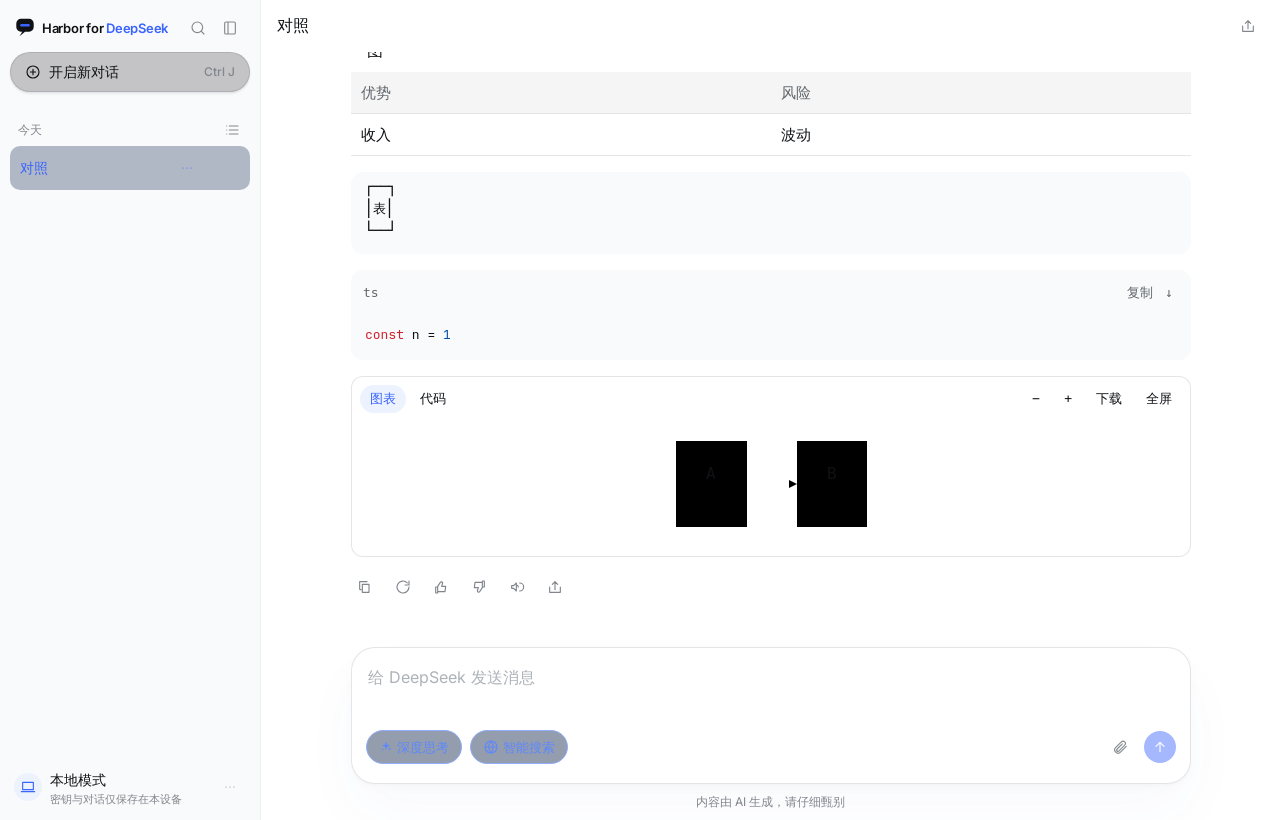 Harbor for DeepSeek
开启新对话 Ctrl J
今天
对照
本地模式
密钥与对话仅保存在本设备
对照
优势 风险
收入 波动
表
ts 复制 ↓
const n = 1
图表 代码 − + 下载 全屏
A B
给 DeepSeek 发送消息
深度思考 智能搜索
内容由 AI 生成，请仔细甄别